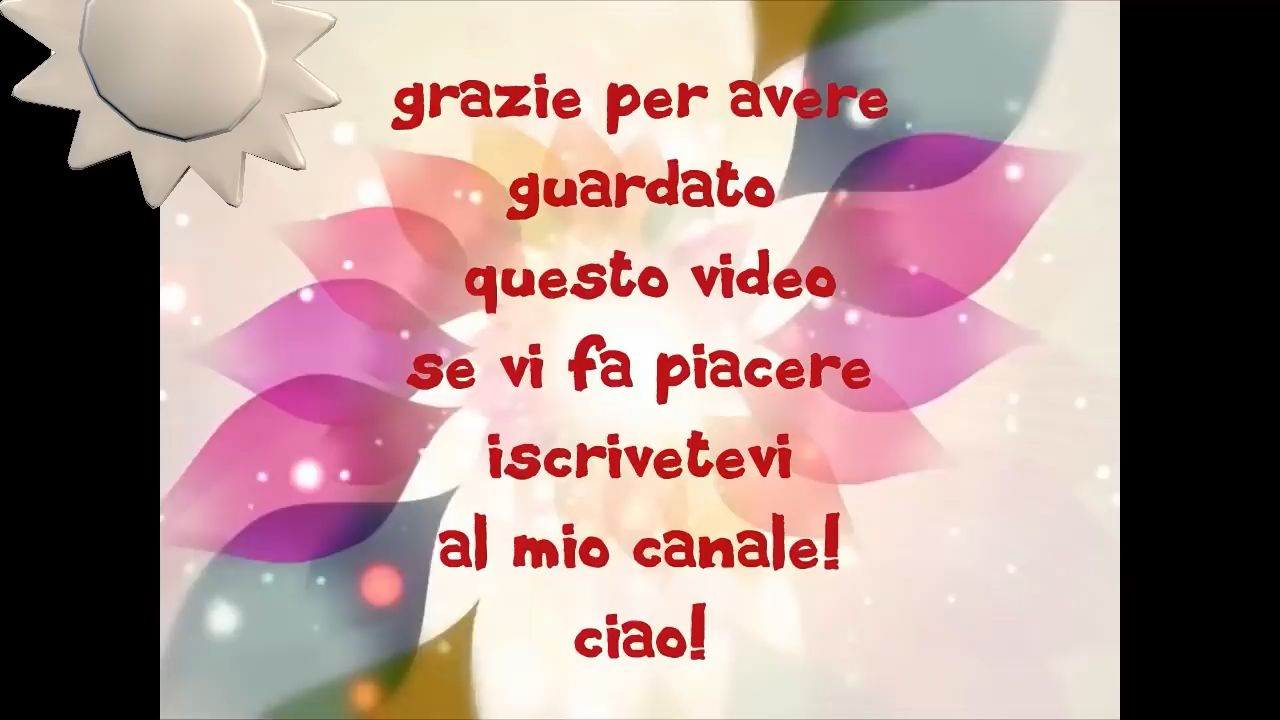 grazie per avere
guardato
questo video
se vi fa piacere
iscrivetevi
al mio canale!
ciao!